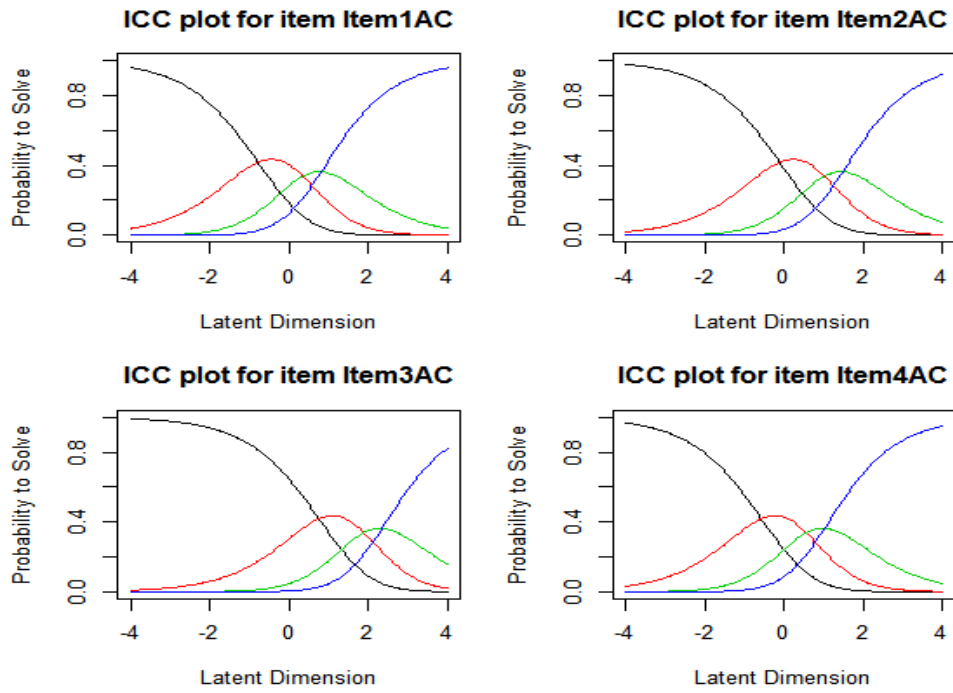 ICC plot for item Item1AC
Probability to Solve
0.0 0.4 0.8
-4 -2 0 2 4
Latent Dimension
ICC plot for item Item2AC
Probability to Solve
0.0 0.4 0.8
-4 -2 0 2 4
Latent Dimension
ICC plot for item Item3AC
Probability to Solve
0.0 0.4 0.8
-4 -2 0 2 4
Latent Dimension
ICC plot for item Item4AC
Probability to Solve
0.0 0.4 0.8
-4 -2 0 2 4
Latent Dimension